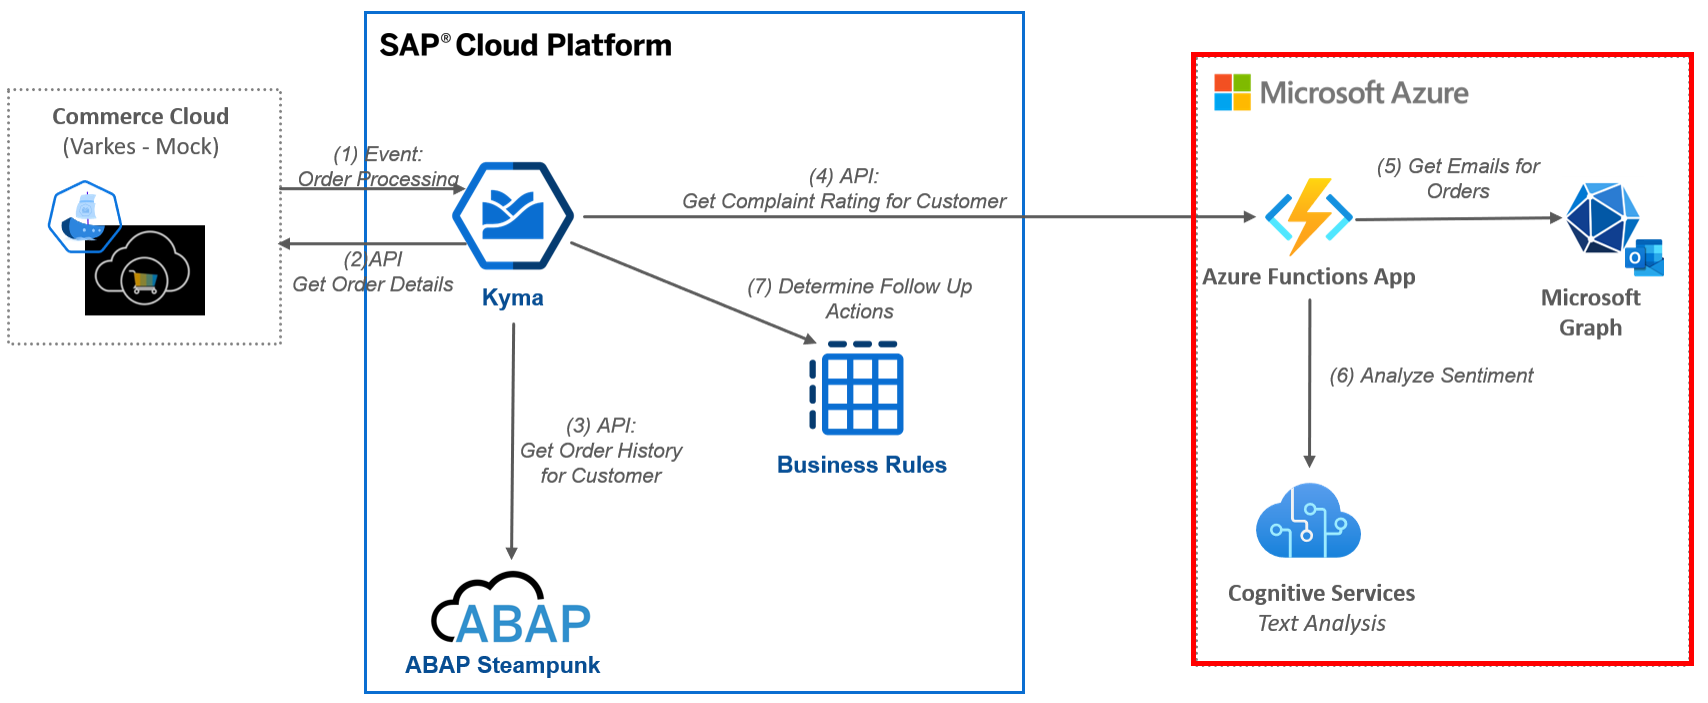 SAP® Cloud Platform
Commerce Cloud
(Varkes - Mock)
(1) Event:
Order Processing
(2) API
Get Order Details
Kyma
(3) API:
Get Order History
for Customer
ABAP
ABAP Steampunk
(4) API:
Get Complaint Rating for Customer
(7) Determine Follow Up
Actions
Business Rules
Microsoft Azure
Azure Functions App
(5) Get Emails for
Orders
O
Microsoft
Graph
(6) Analyze Sentiment
Cognitive Services
Text Analysis